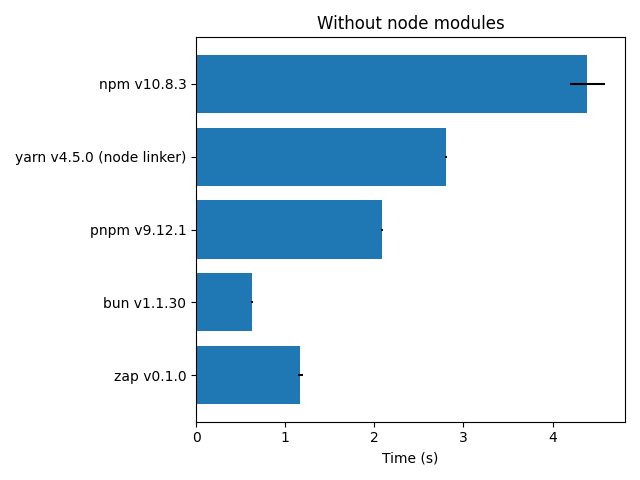 Without node modules
npm v10.8.3
yarn v4.5.0 (node linker)
pnpm v9.12.1
bun v1.1.30
zap v0.1.0
0 1 2 3 4
Time (s)